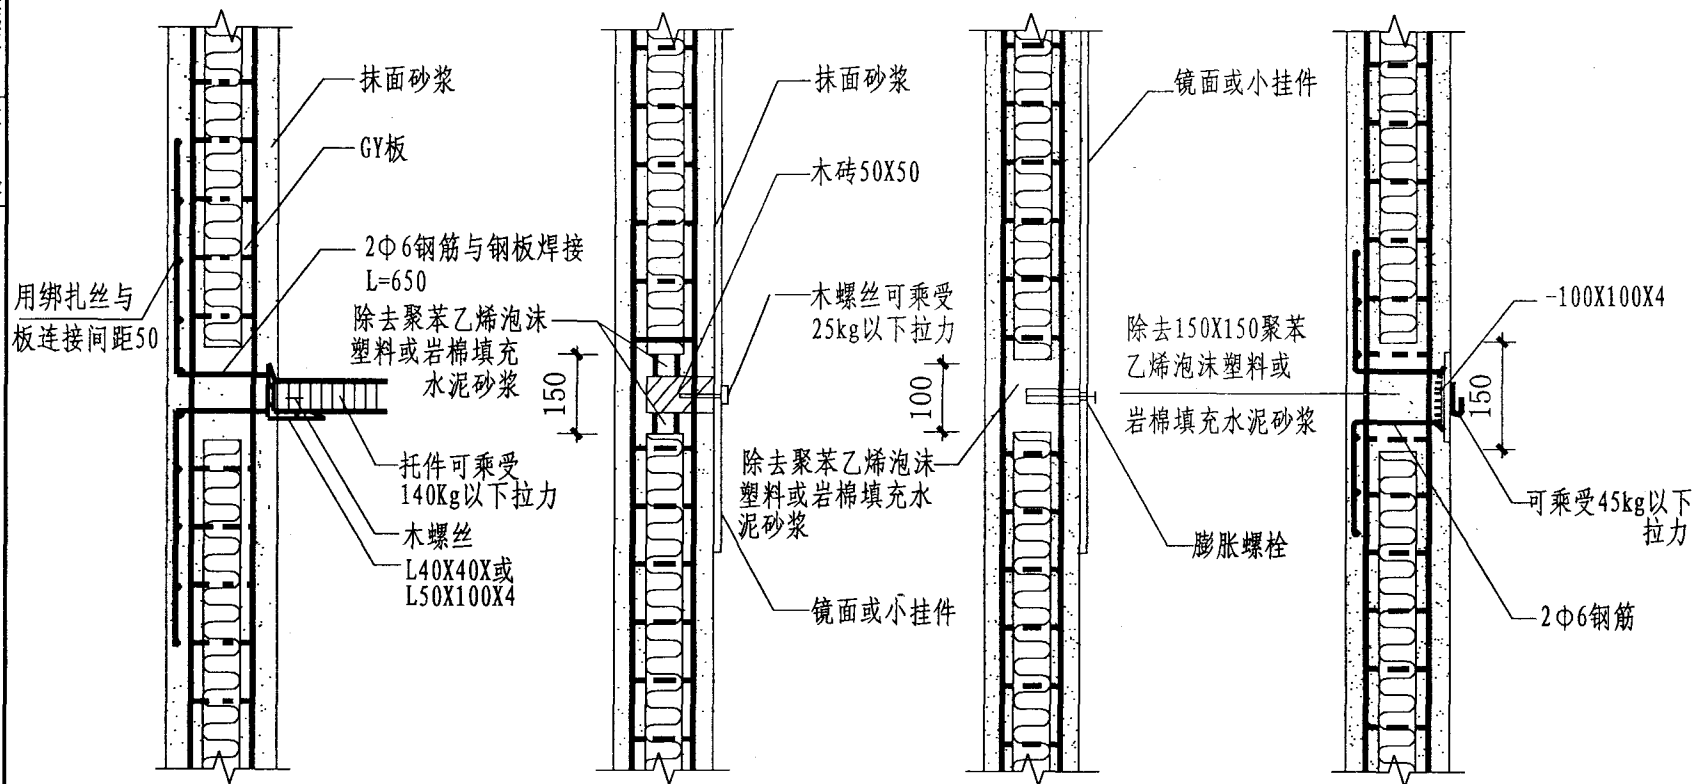 抹面砂浆
GY板
2Φ6钢筋与钢板焊接
L=650
用绑扎丝与
板连接间距50
除去聚苯乙烯泡沫
塑料或岩棉填充
水泥砂浆
150
托件可乘受
140Kg以下拉力
木螺丝
L40X40X或
L50X100X4
抹面砂浆
木砖50X50
木螺丝可乘受
25kg以下拉力
镜面或小挂件
除去聚苯乙烯泡沫
塑料或岩棉填充水
泥砂浆
100
镜面或小挂件
膨胀螺栓
除去150X150聚苯
乙烯泡沫塑料或
岩棉填充水泥砂浆
-100X100X4
150
可乘受45kg以下
拉力
2Φ6钢筋